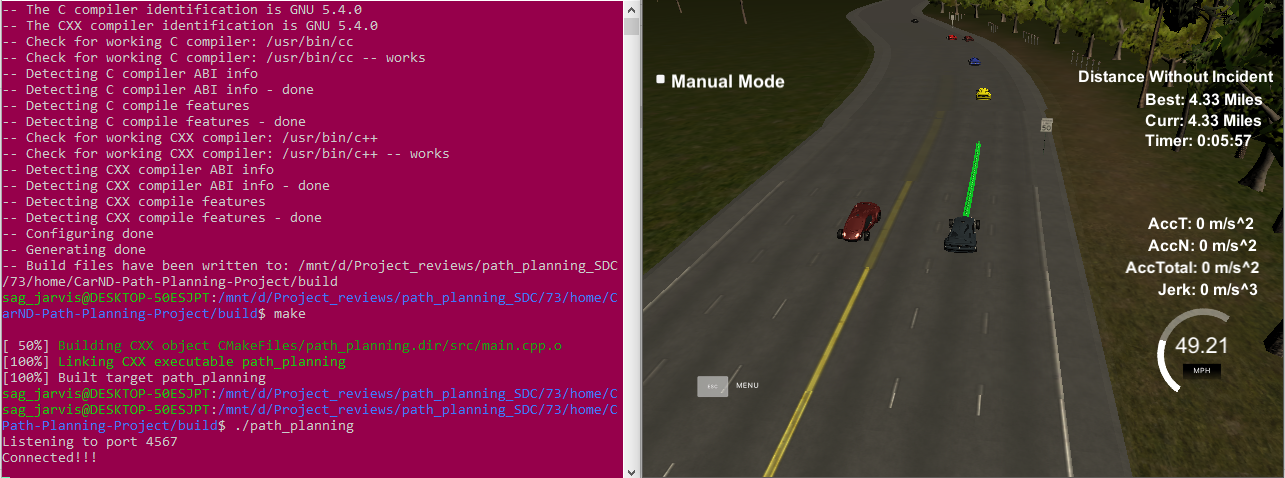 -- The C compiler identification is GNU 5.4.0
-- The CXX compiler identification is GNU 5.4.0
-- Check for working C compiler: /usr/bin/cc
-- Check for working C compiler: /usr/bin/cc -- works
-- Detecting C compiler ABI info
-- Detecting C compiler ABI info - done
-- Detecting C compile features
-- Detecting C compile features - done
-- Check for working CXX compiler: /usr/bin/c++
-- Check for working CXX compiler: /usr/bin/c++ -- works
-- Detecting CXX compiler ABI info
-- Detecting CXX compiler ABI info - done
-- Detecting CXX compile features
-- Detecting CXX compile features - done
-- Configuring done
-- Generating done
-- Build files have been written to: /mnt/d/Project_reviews/path_planning_SDC
/73/home/CarND-Path-Planning-Project/build
sag_jarvis@DESKTOP-50ESJPT:/mnt/d/Project_reviews/path_planning_SDC/73/home/C
arND-Path-Planning-Project/build$ make
[ 50%] Building CXX object CMakeFiles/path_planning.dir/src/main.cpp.o
[100%] Linking CXX executable path_planning
[100%] Built target path_planning
sag_jarvis@DESKTOP-50ESJPT:/mnt/d/Project_reviews/path_planning_SDC/73/home/C
sag_jarvis@DESKTOP-50ESJPT:/mnt/d/Project_reviews/path_planning_SDC/73/home/C
Path-Planning-Project/build$ ./path_planning
Listening to port 4567
Connected!!!
Manual Mode
Distance Without Incident
Best: 4.33 Miles
Curr: 4.33 Miles
Timer: 0:05:57
50
AccT: 0 m/s^2
AccN: 0 m/s^2
AccTotal: 0 m/s^2
Jerk: 0 m/s^3
49.21
MPH
ESC
MENU